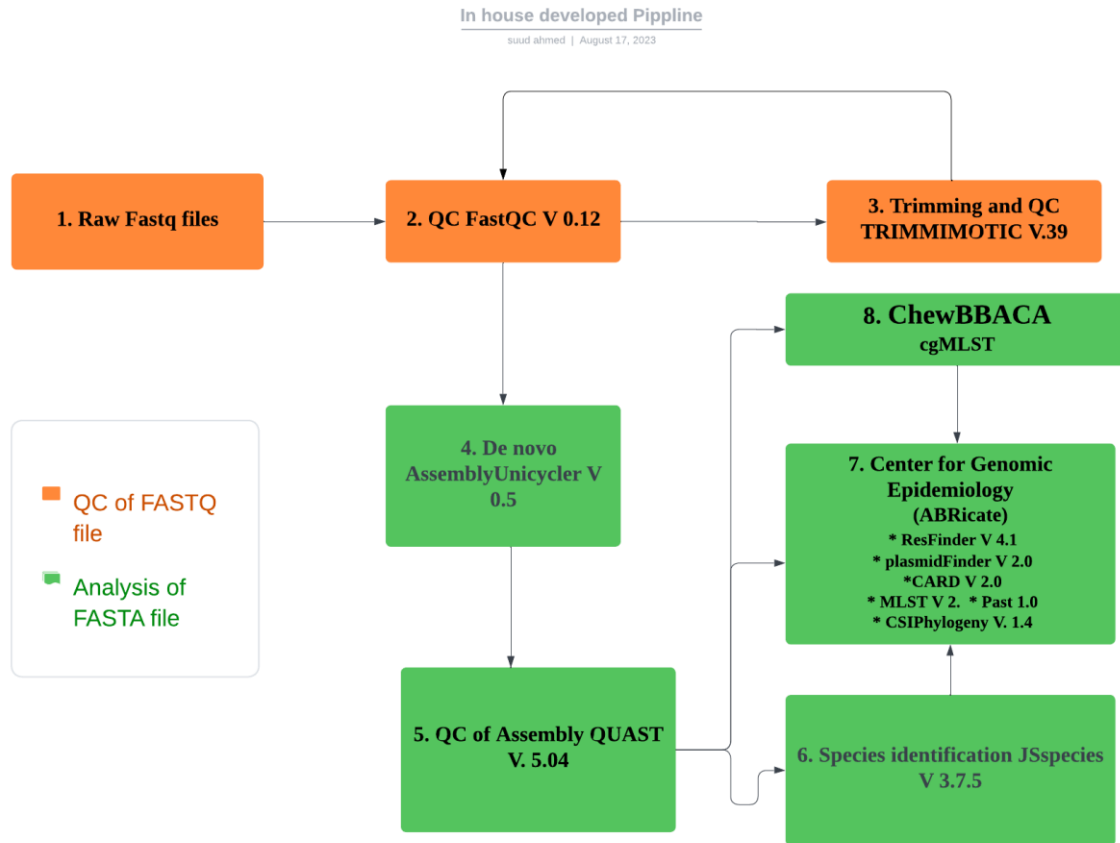 In house developed Pippline
suud ahmed | August 17, 2023
1. Raw Fastq files
2. QC FastQC V 0.12
3. Trimming and QC
TRIMMIMOTIC V.39
8. ChewBBACA
cgMLST
4. De novo
AssemblyUnicycler V
0.5
7. Center for Genomic
Epidemiology
(ABRicate)
* ResFinder V 4.1
* plasmidFinder V 2.0
*CARD V 2.0
* MLST V 2. * Past 1.0
* CSIPhylogeny V. 1.4
QC of FASTQ
file
Analysis of
FASTA file
5. QC of Assembly QUAST
V. 5.04
6. Species identification JSspecies
V 3.7.5